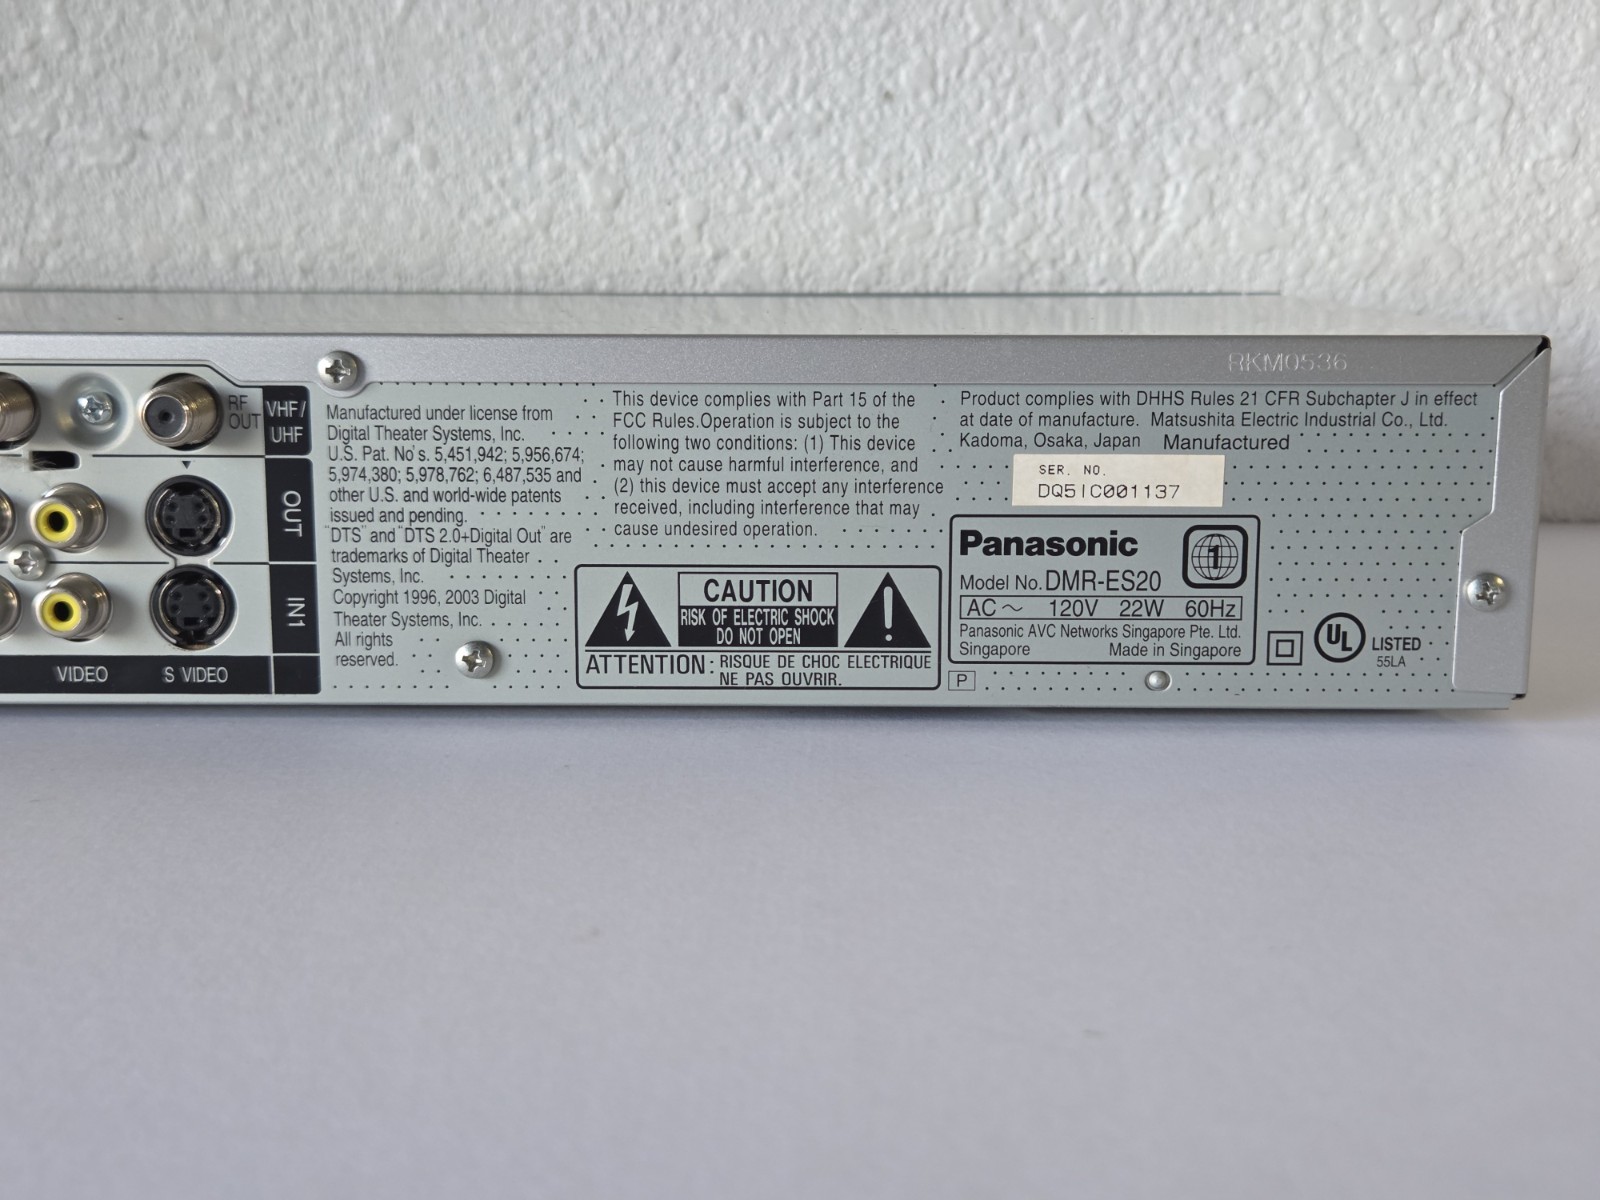 RKM0536
RF
OUT
VHF/
UHF
OUT
IN1
VIDEO
S VIDEO
Manufactured under license from
Digital Theater Systems, Inc.
U.S. Pat. No's. 5,451,942; 5,956,674;
5,974,380; 5,978,762; 6,487,535 and
other U.S. and world-wide patents
issued and pending.
"DTS" and "DTS 2.0+Digital Out" are
trademarks of Digital Theater
Systems, Inc.
Copyright 1996, 2003 Digital
Theater Systems, Inc.
All rights
reserved.
This device complies with Part 15 of the
FCC Rules.Operation is subject to the
following two conditions: (1) This device
may not cause harmful interference, and
(2) this device must accept any interference
received, including interference that may
cause undesired operation.
CAUTION
RISK OF ELECTRIC SHOCK
DO NOT OPEN
ATTENTION: RISQUE DE CHOC ELECTRIQUE
NE PAS OUVRIR.
Product complies with DHHS Rules 21 CFR Subchapter J in effect
at date of manufacture. Matsushita Electric Industrial Co., Ltd.
Kadoma, Osaka, Japan Manufactured
SER. NO.
DQ5IC001137
Panasonic
1
Model No. DMR-ES20
AC ~ 120V 22W 60Hz
Panasonic AVC Networks Singapore Pte. Ltd.
Singapore Made in Singapore
P
UL
LISTED
55LA